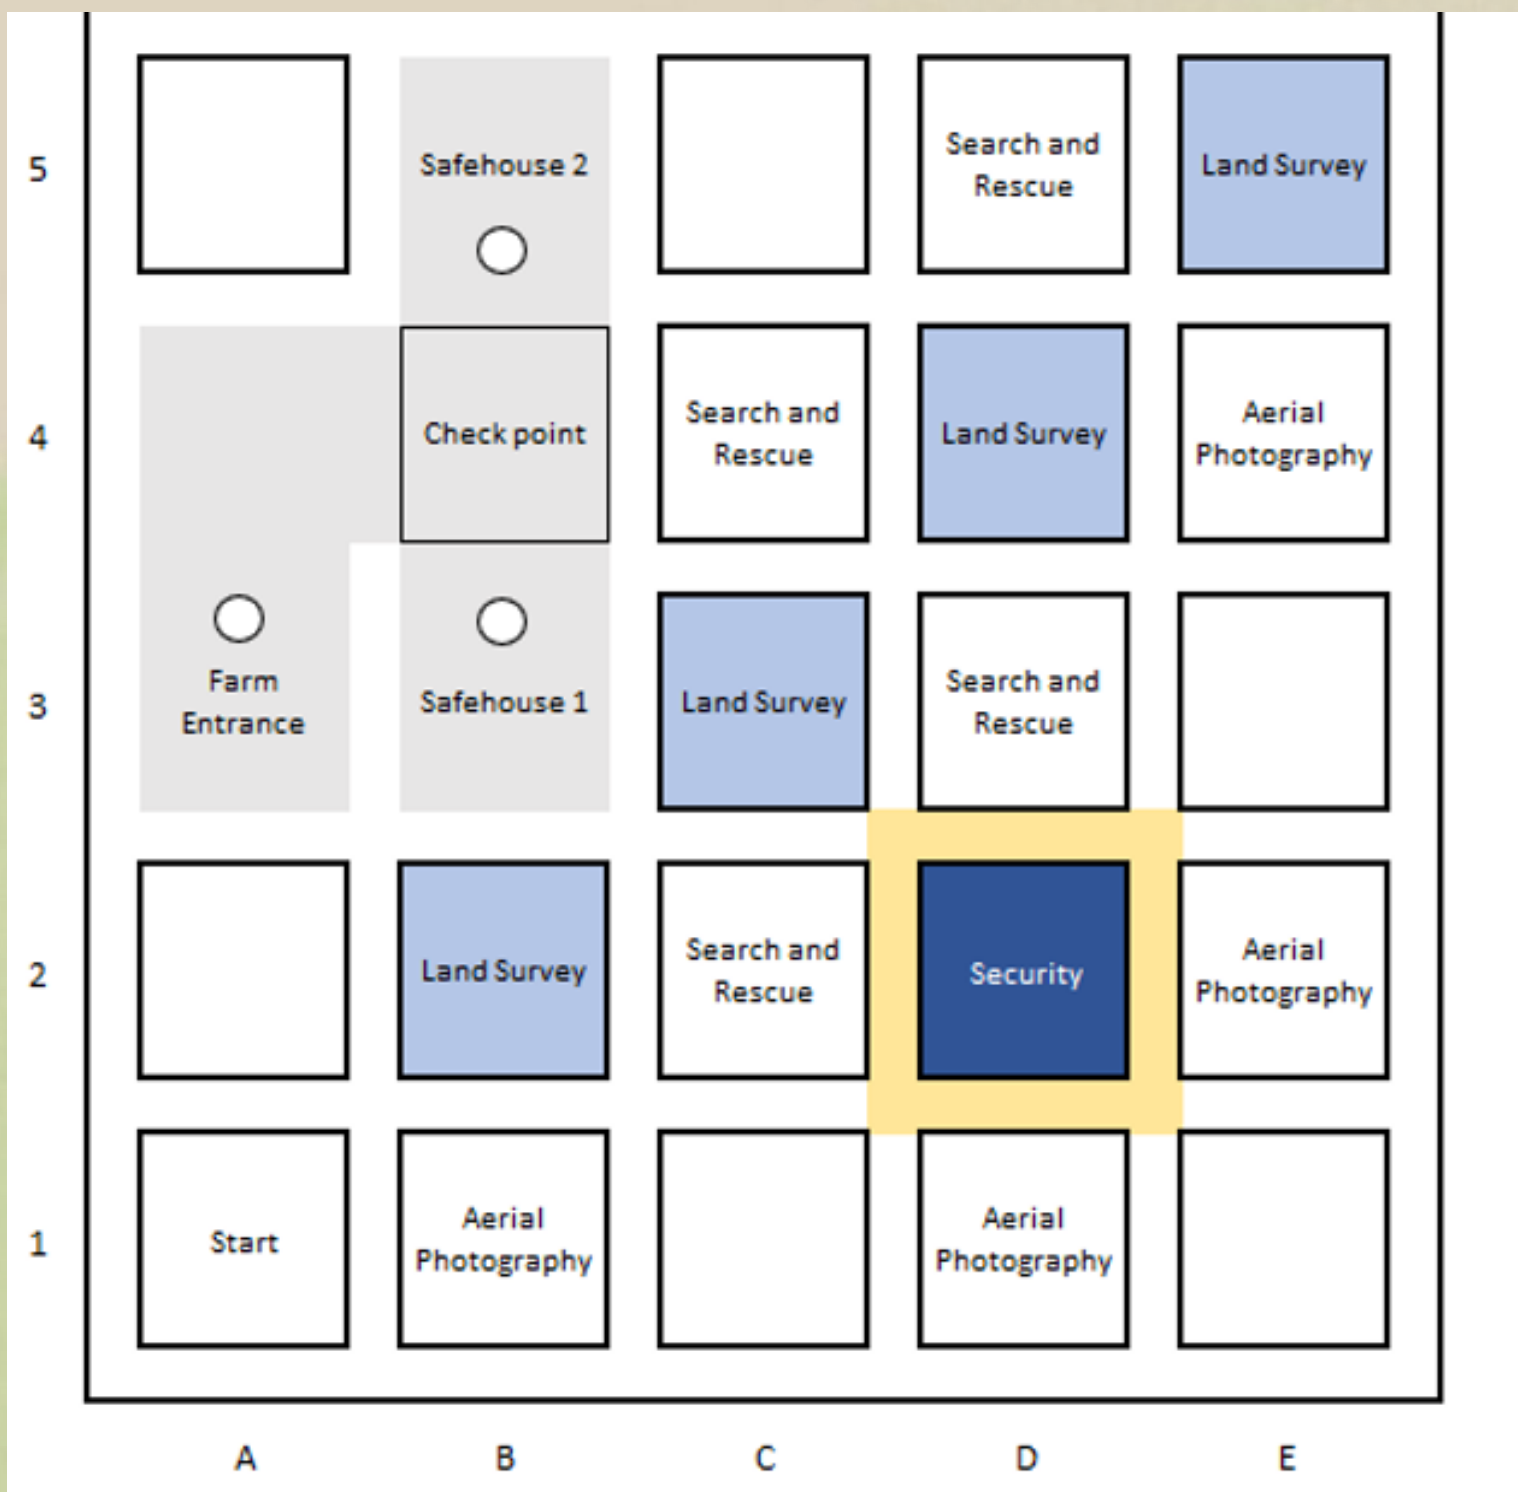 5
Safehouse 2
Search and
Rescue
Land Survey
4
Check point
Search and
Rescue
Land Survey
Aerial
Photography
3
Farm
Entrance
Safehouse 1
Land Survey
Search and
Rescue
2
Land Survey
Search and
Rescue
Security
Aerial
Photography
1
Start
Aerial
Photography
Aerial
Photography
A B C D E